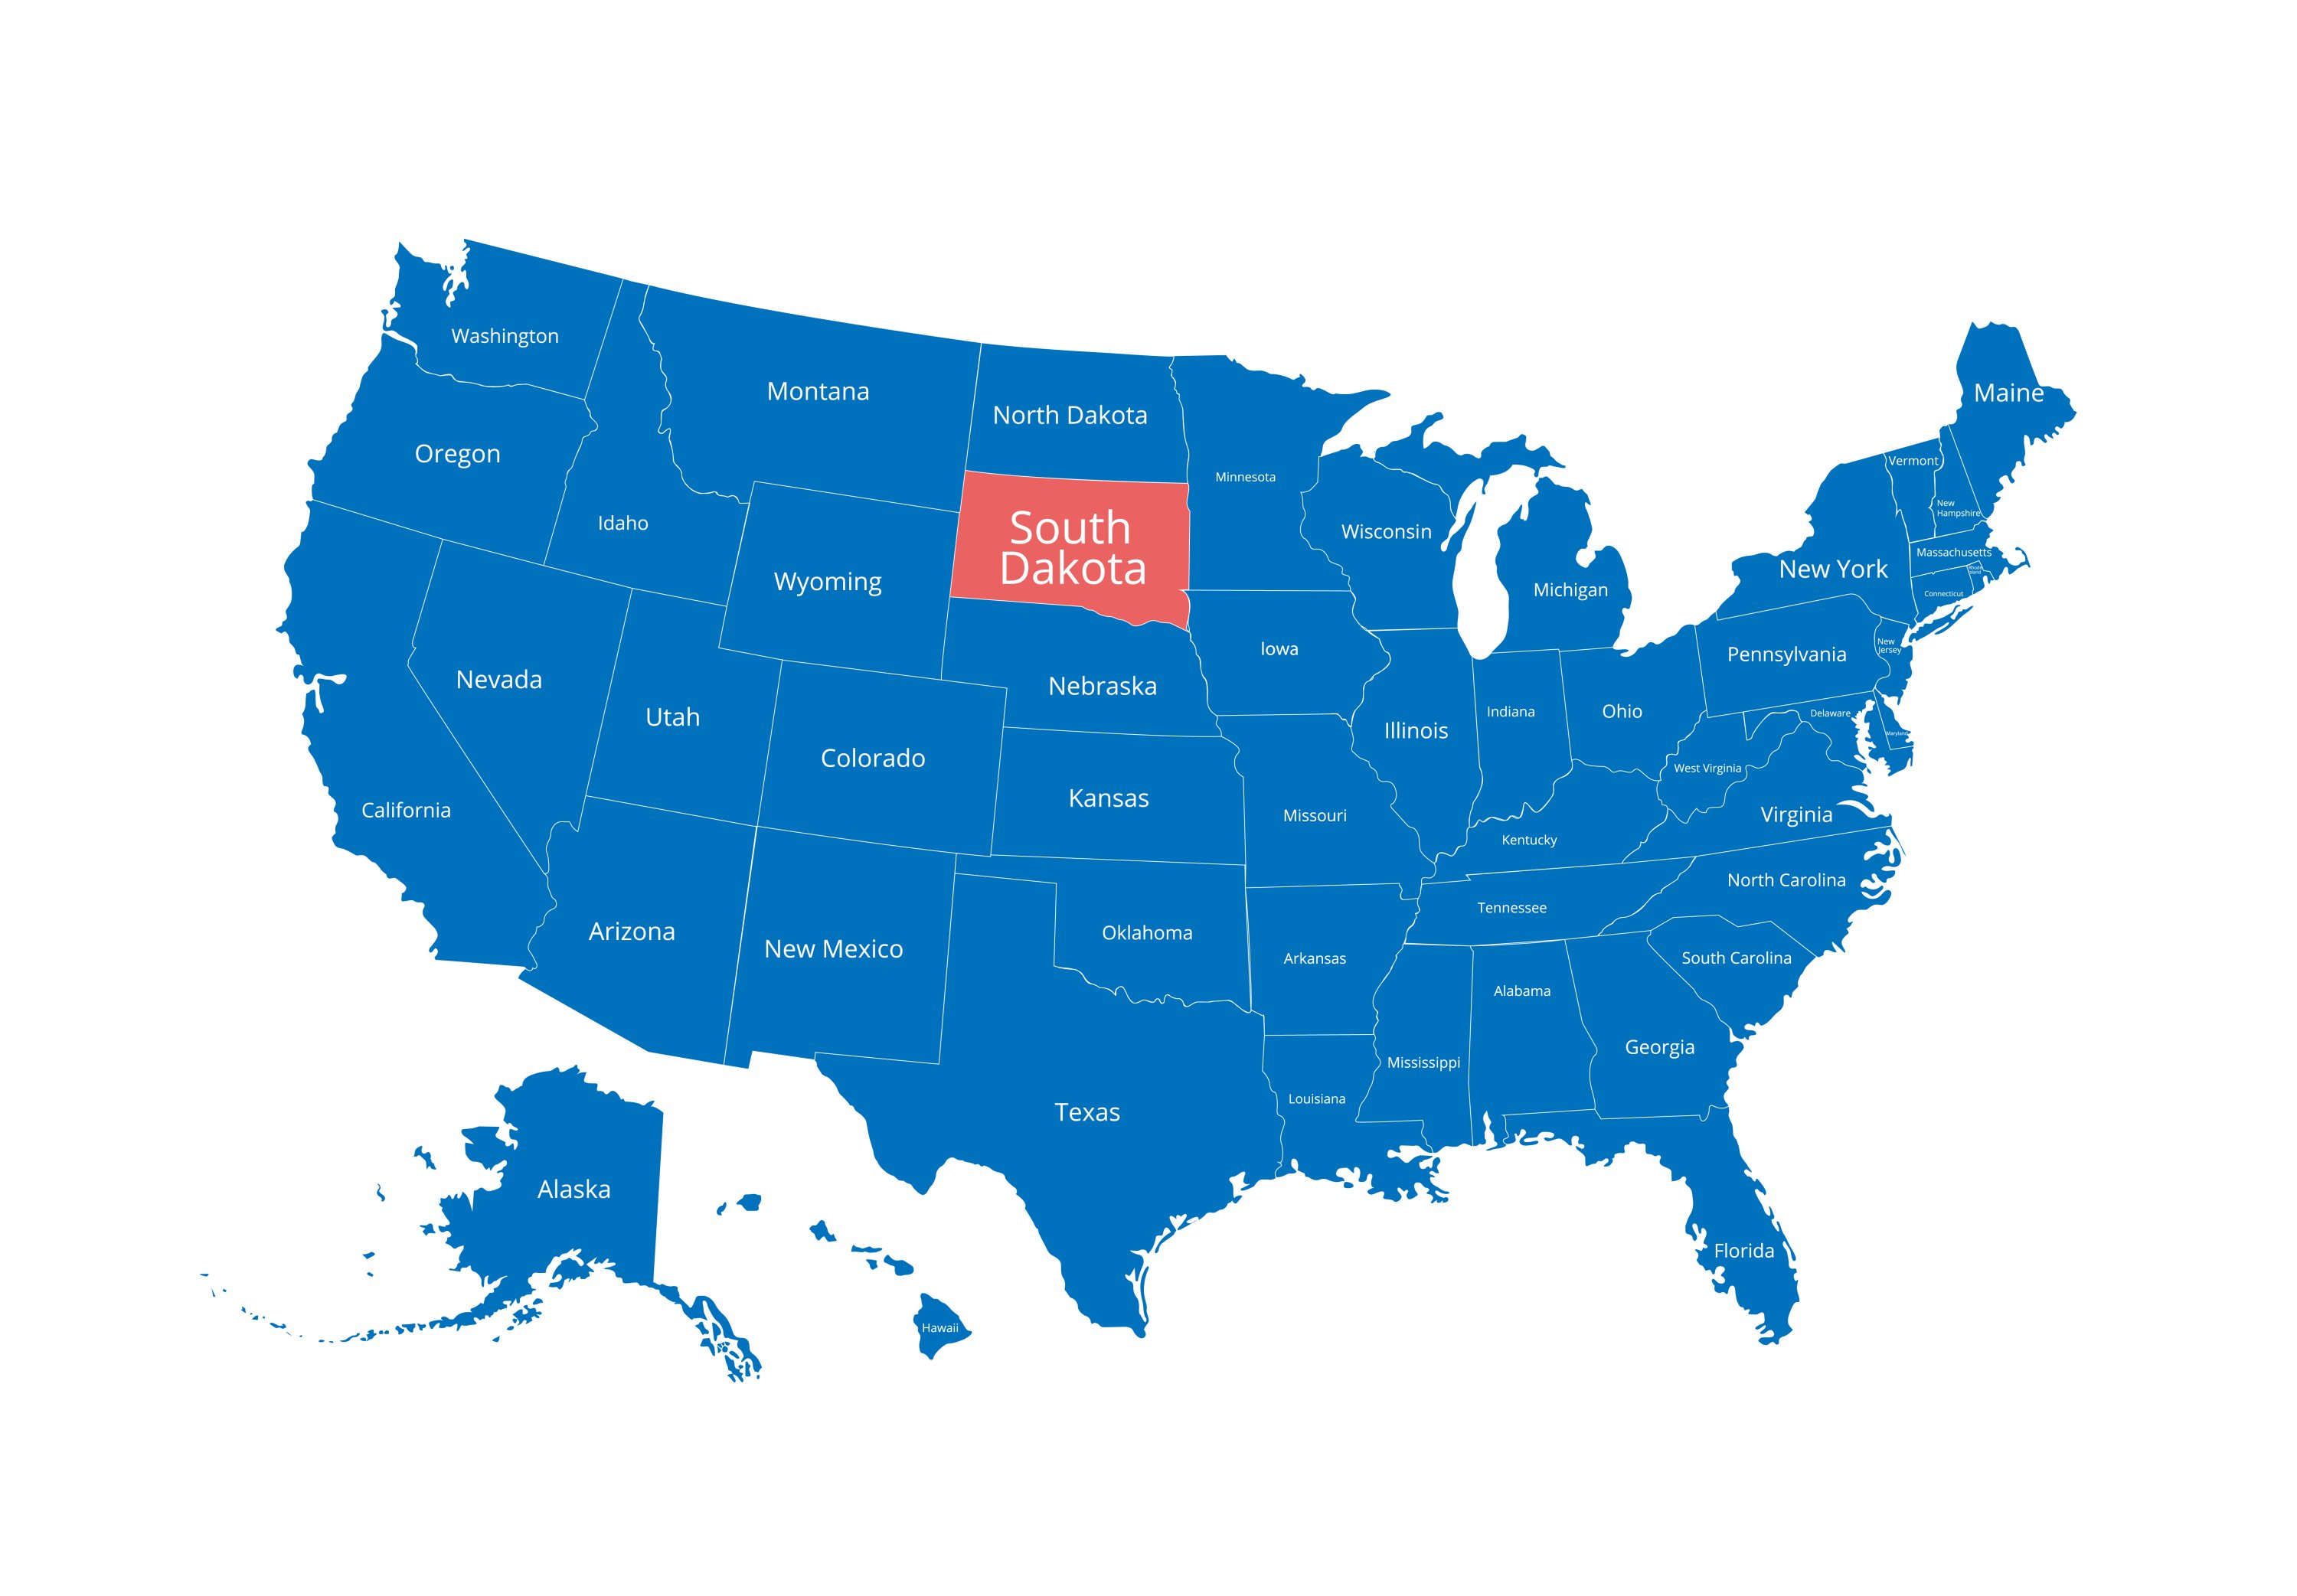 Washington
Montana
North Dakota
Maine
Oregon
Minnesota
Vermont
New
Hampshire
Idaho
South
Dakota
Wisconsin
Massachusetts
Wyoming
Michigan
New York
Rhode
Island
Connecticut
Iowa
Pennsylvania
New
Jersey
Nevada
Nebraska
Utah
Illinois
Indiana
Ohio
Delaware
Maryland
Colorado
Kansas
West Virginia
California
Missouri
Virginia
Kentucky
North Carolina
Tennessee
Arizona
New Mexico
Oklahoma
Arkansas
South Carolina
Alabama
Georgia
Mississippi
Louisiana
Texas
Alaska
Florida
Hawaii